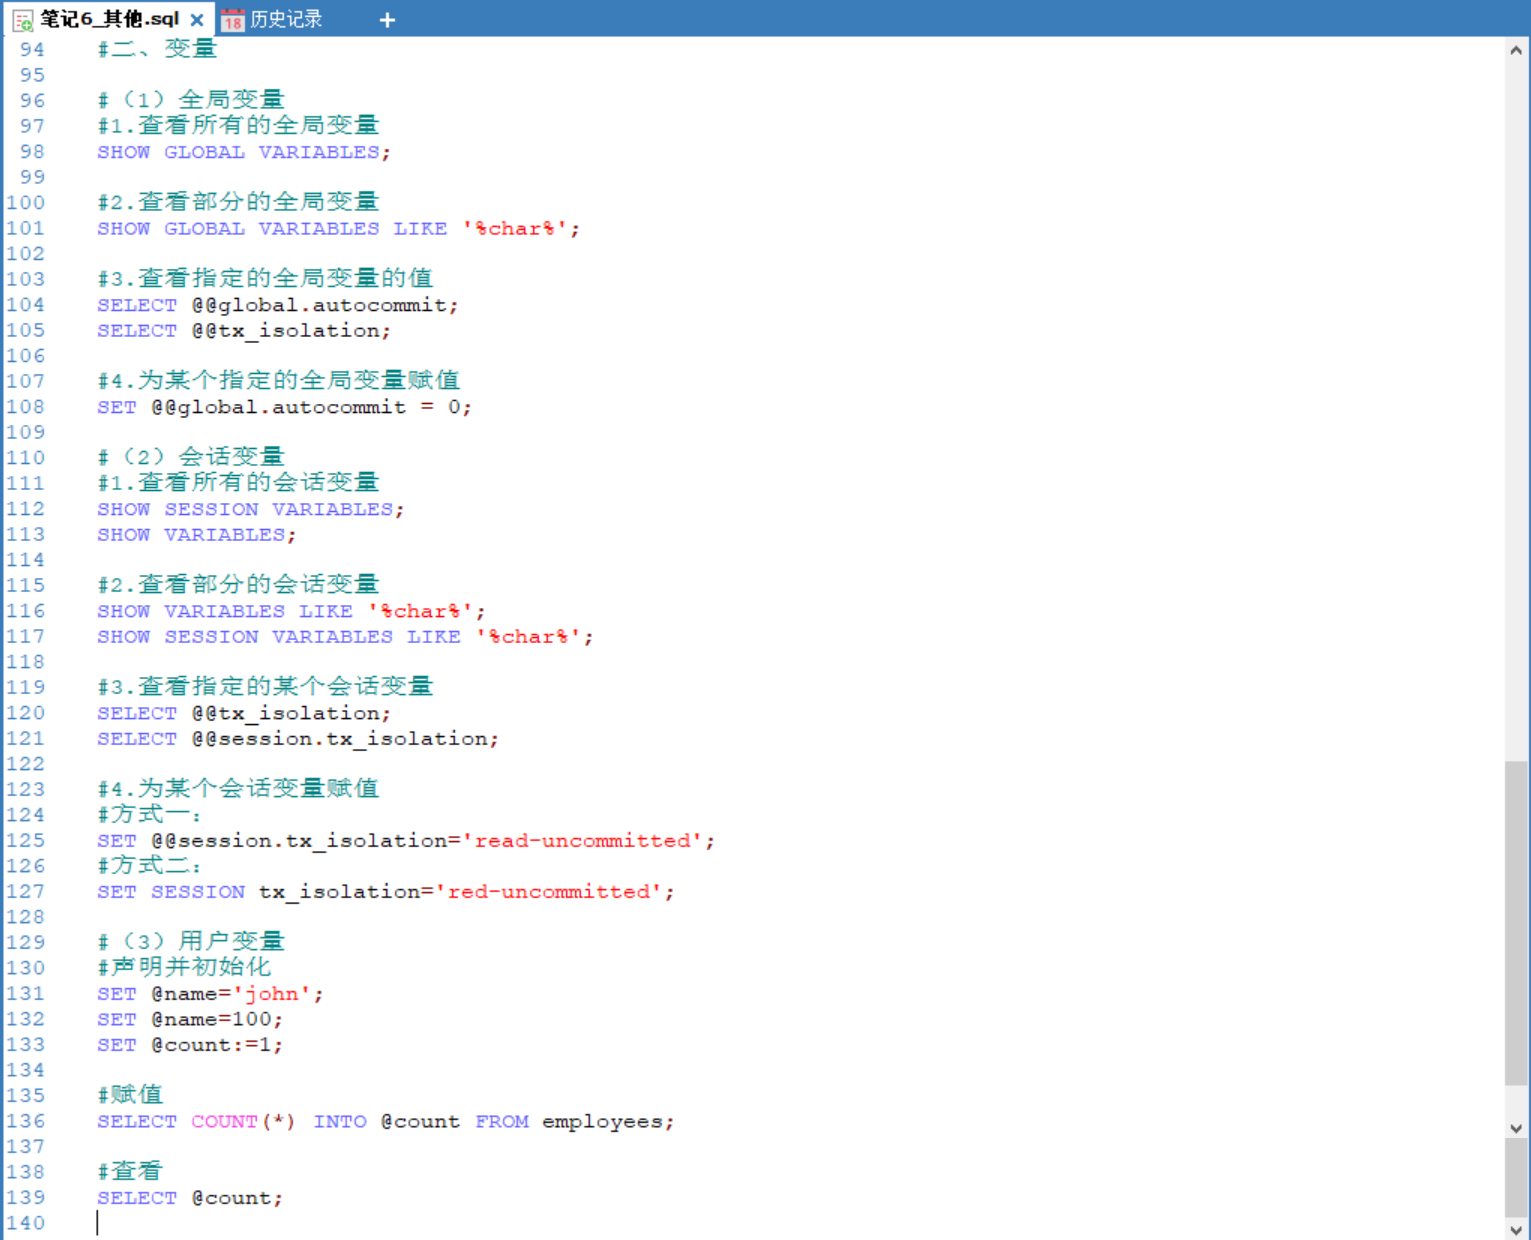 笔记6_其他.sql × 18 历史记录 +
94 #二、变量
95
96 #（1）全局变量
97 #1.查看所有的全局变量
98 SHOW GLOBAL VARIABLES;
99
100 #2.查看部分的全局变量
101 SHOW GLOBAL VARIABLES LIKE '%char%';
102
103 #3.查看指定的全局变量的值
104 SELECT @@global.autocommit;
105 SELECT @@tx_isolation;
106
107 #4.为某个指定的全局变量赋值
108 SET @@global.autocommit = 0;
109
110 #（2）会话变量
111 #1.查看所有的会话变量
112 SHOW SESSION VARIABLES;
113 SHOW VARIABLES;
114
115 #2.查看部分的会话变量
116 SHOW VARIABLES LIKE '%char%';
117 SHOW SESSION VARIABLES LIKE '%char%';
118
119 #3.查看指定的某个会话变量
120 SELECT @@tx_isolation;
121 SELECT @@session.tx_isolation;
122
123 #4.为某个会话变量赋值
124 #方式一：
125 SET @@session.tx_isolation='read-uncommitted';
126 #方式二：
127 SET SESSION tx_isolation='red-uncommitted';
128
129 #（3）用户变量
130 #声明并初始化
131 SET @name='john';
132 SET @name=100;
133 SET @count:=1;
134
135 #赋值
136 SELECT COUNT(*) INTO @count FROM employees;
137
138 #查看
139 SELECT @count;
140